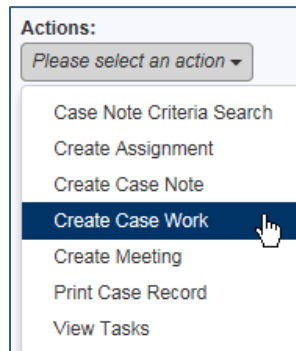 Actions:
Please select an action
Case Note Criteria Search
Create Assignment
Create Case Note
Create Case Work
Create Meeting
Print Case Record
View Tasks